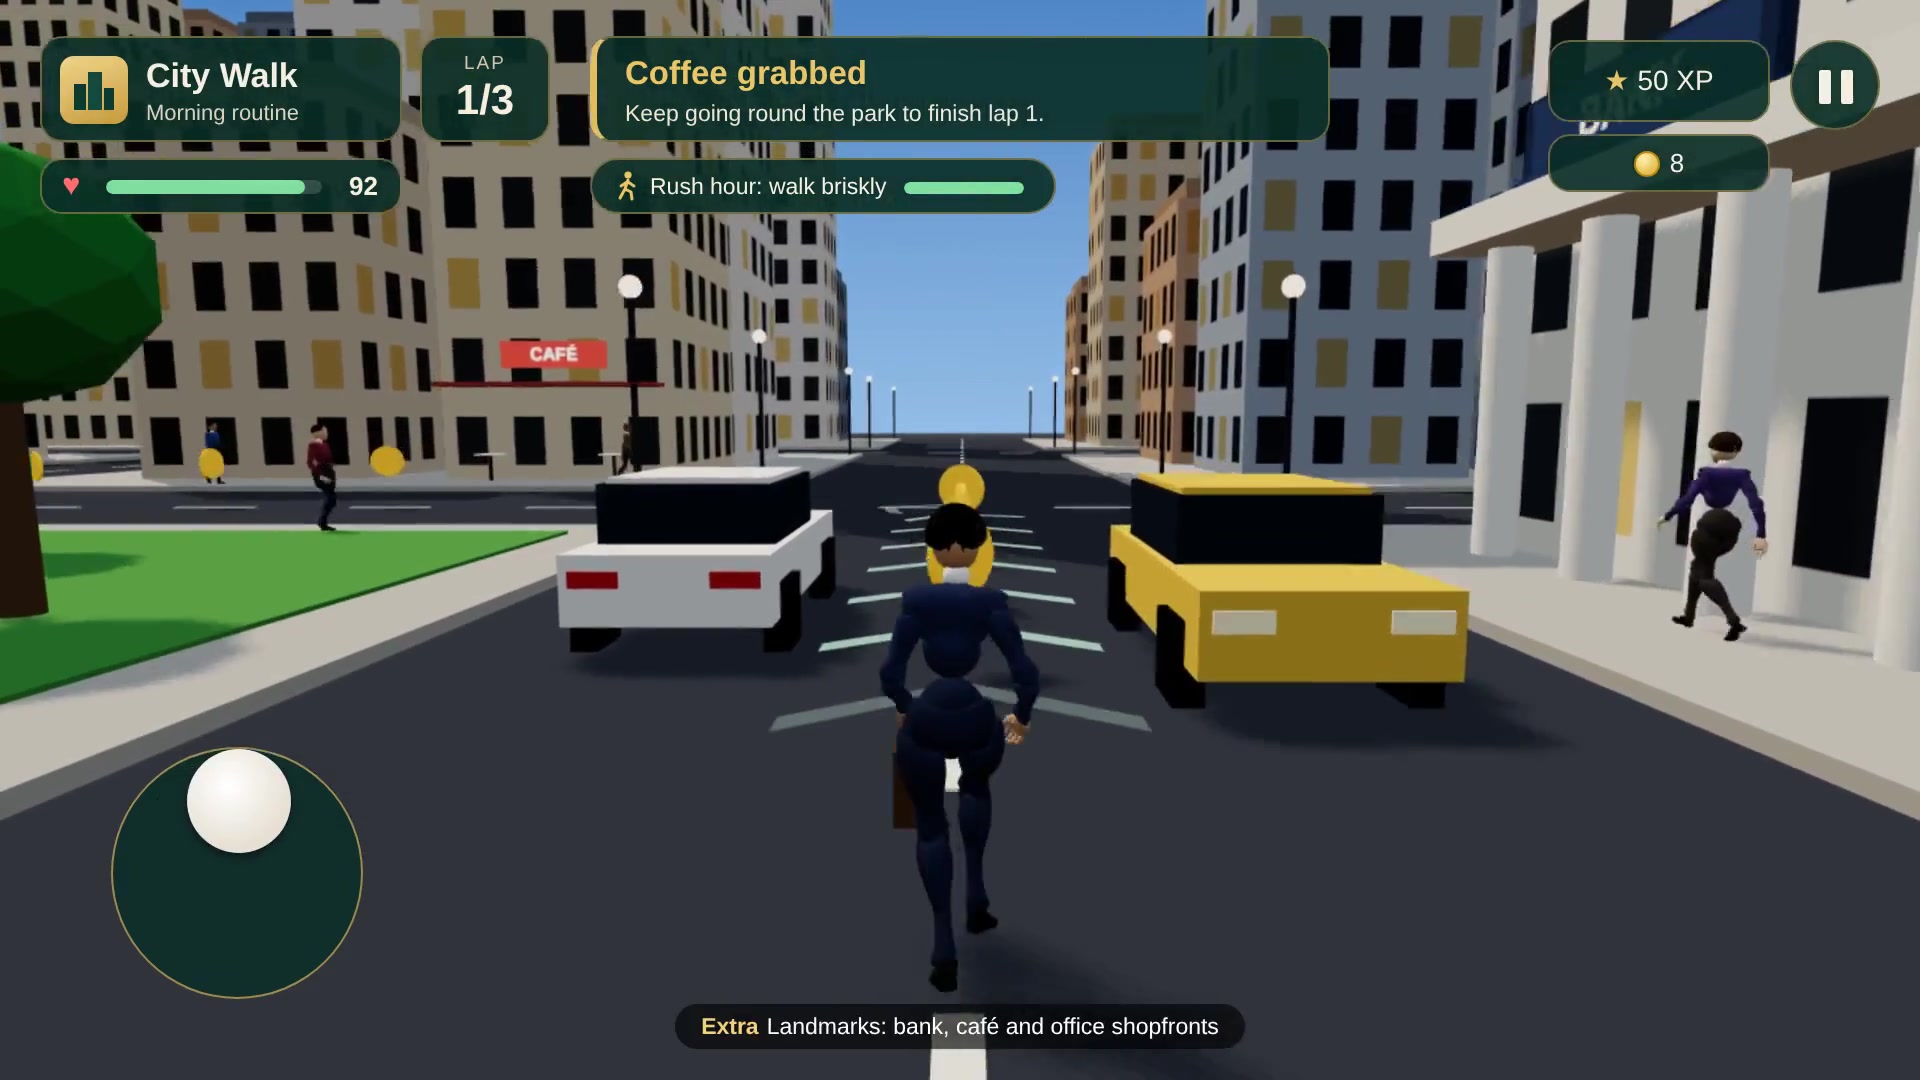 City Walk
Morning routine
LAP
1/3
Coffee grabbed
Keep going round the park to finish lap 1.
50 XP
8
92
Rush hour: walk briskly
BANK
CAFÉ
Extra Landmarks: bank, café and office shopfronts